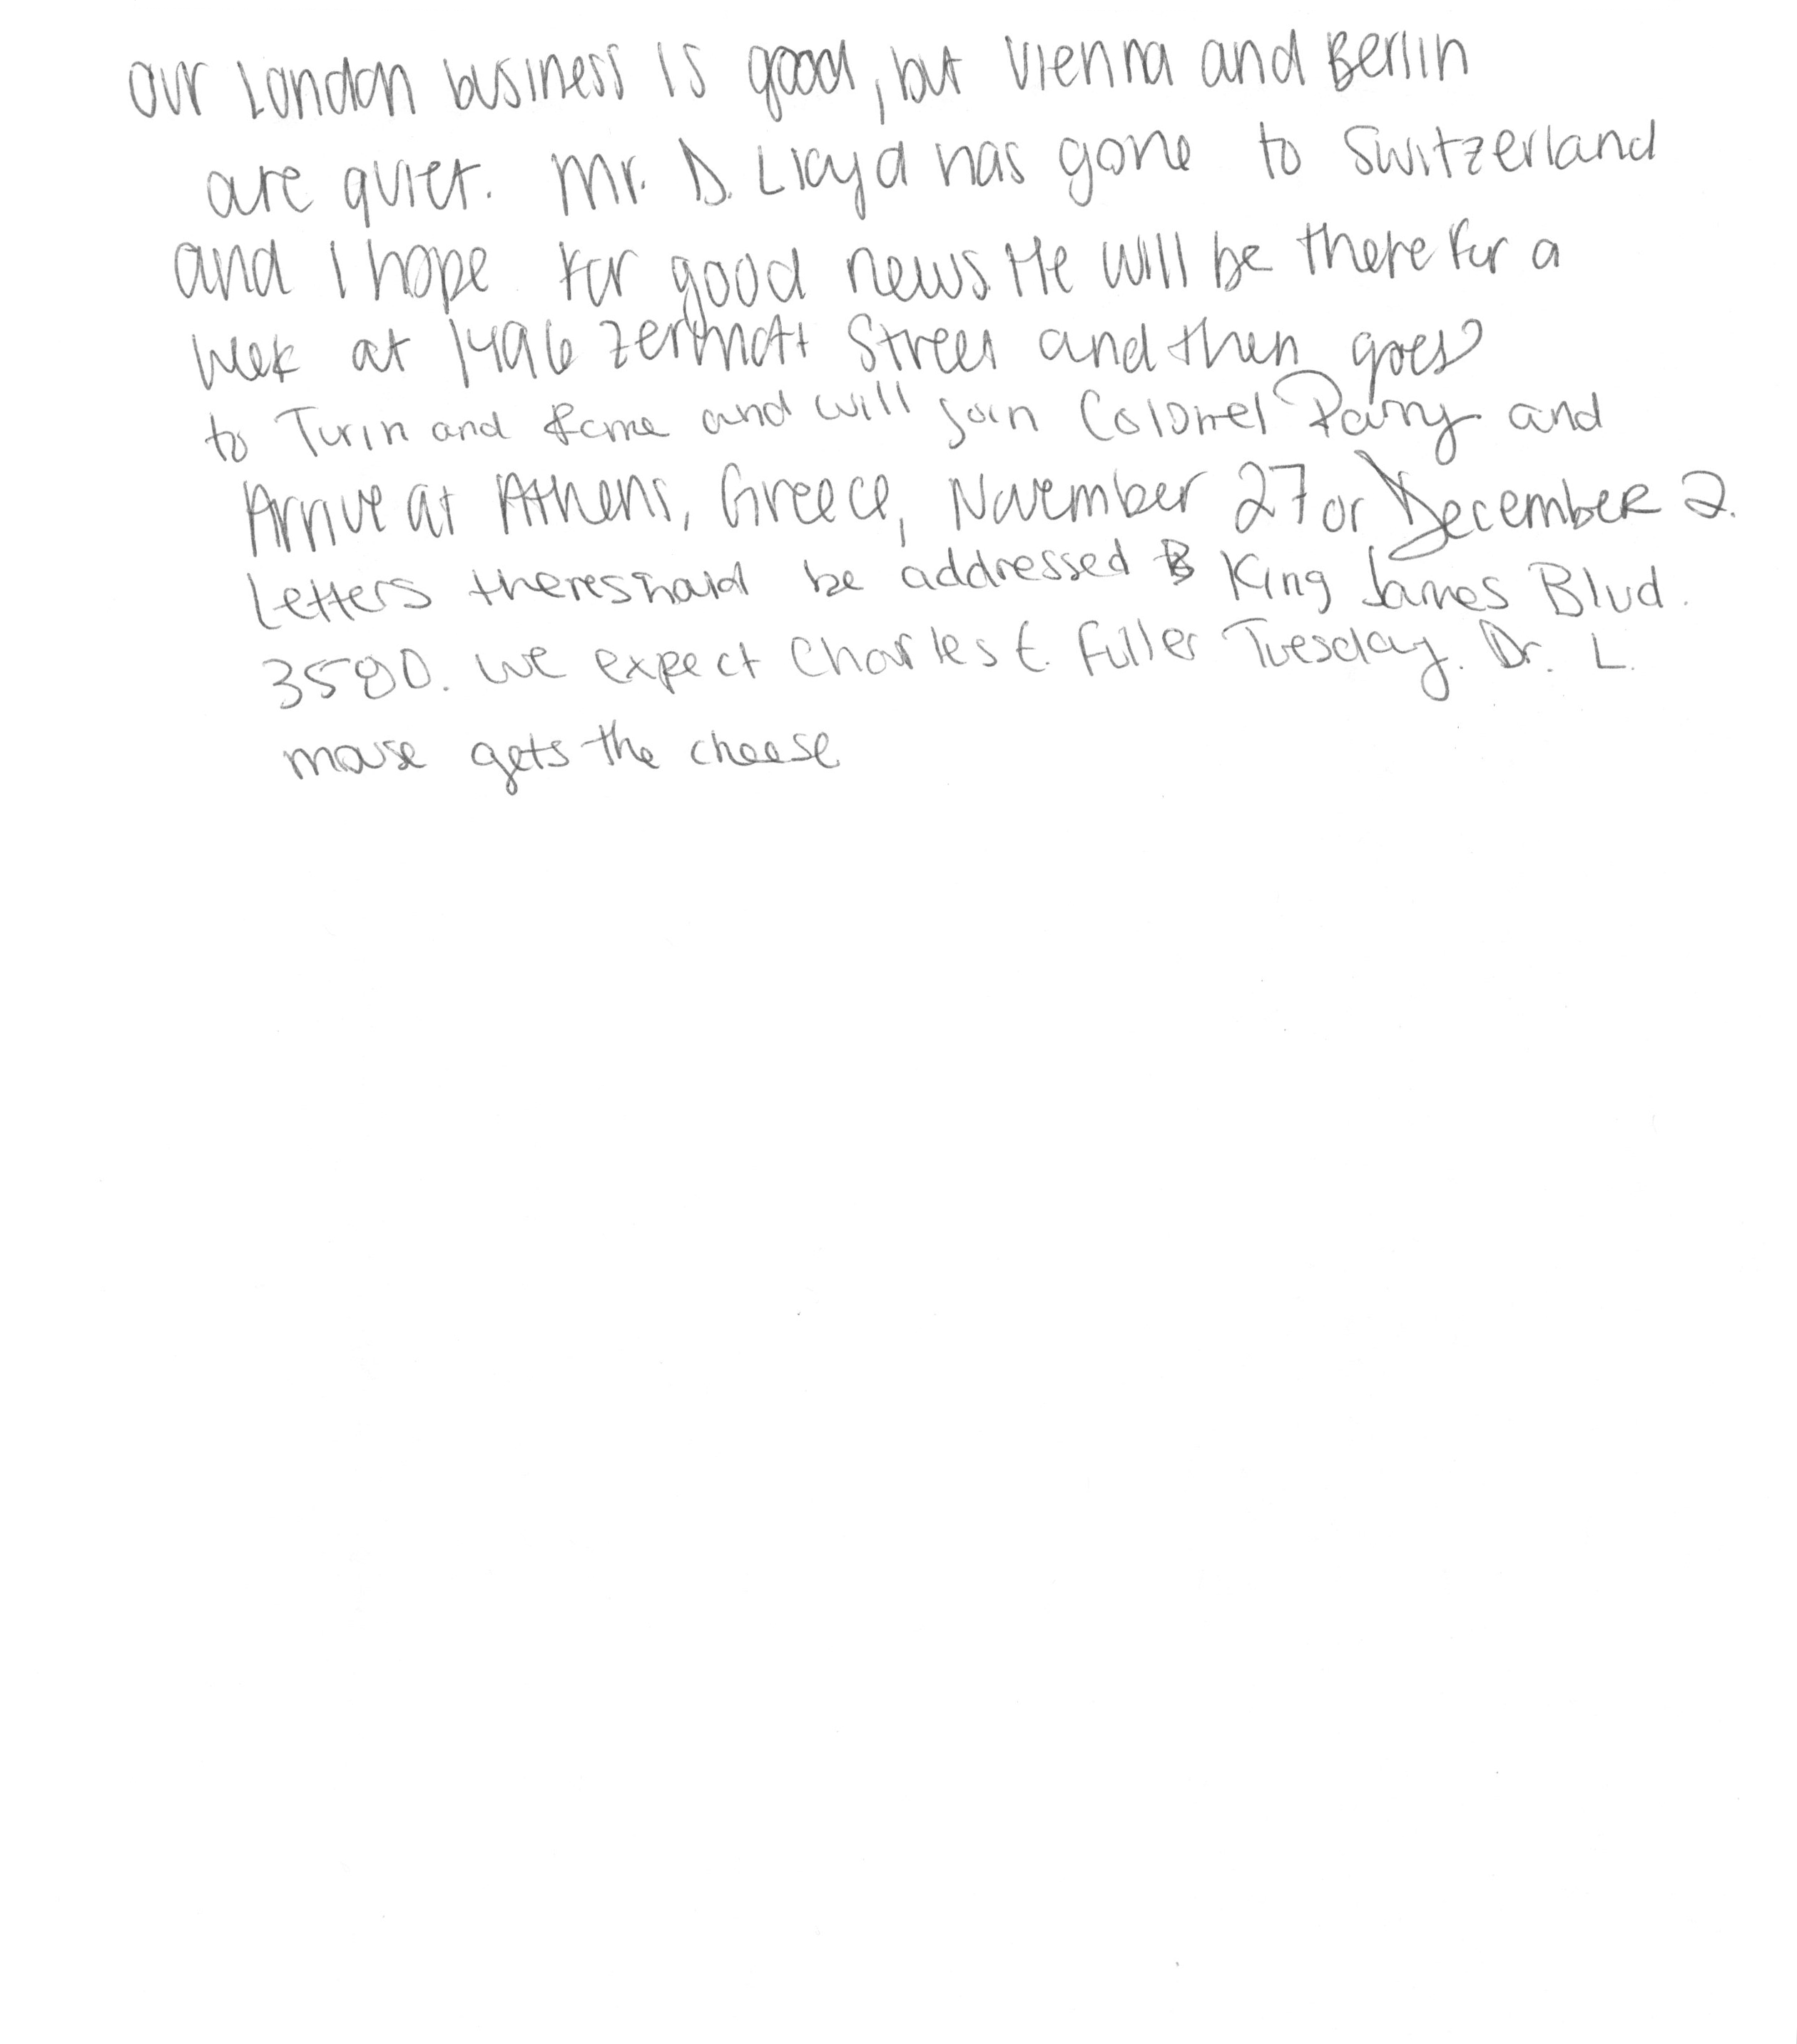 our London business is good, but Vienna and Berlin
are quiet. Mr. D. Lloyd has gone to Switzerland
and I hope for good news. He will be there for a
week at 1496 Zermott Street and then goes
to Turin and Rome and will join Colonel Parry and
Arrive at Athens, Greece, November 27 or December 2.
Letters there should be addressed to King James Blvd.
3580. We expect Charles E. Fuller Tuesday. Dr. L.
mouse gets the cheese